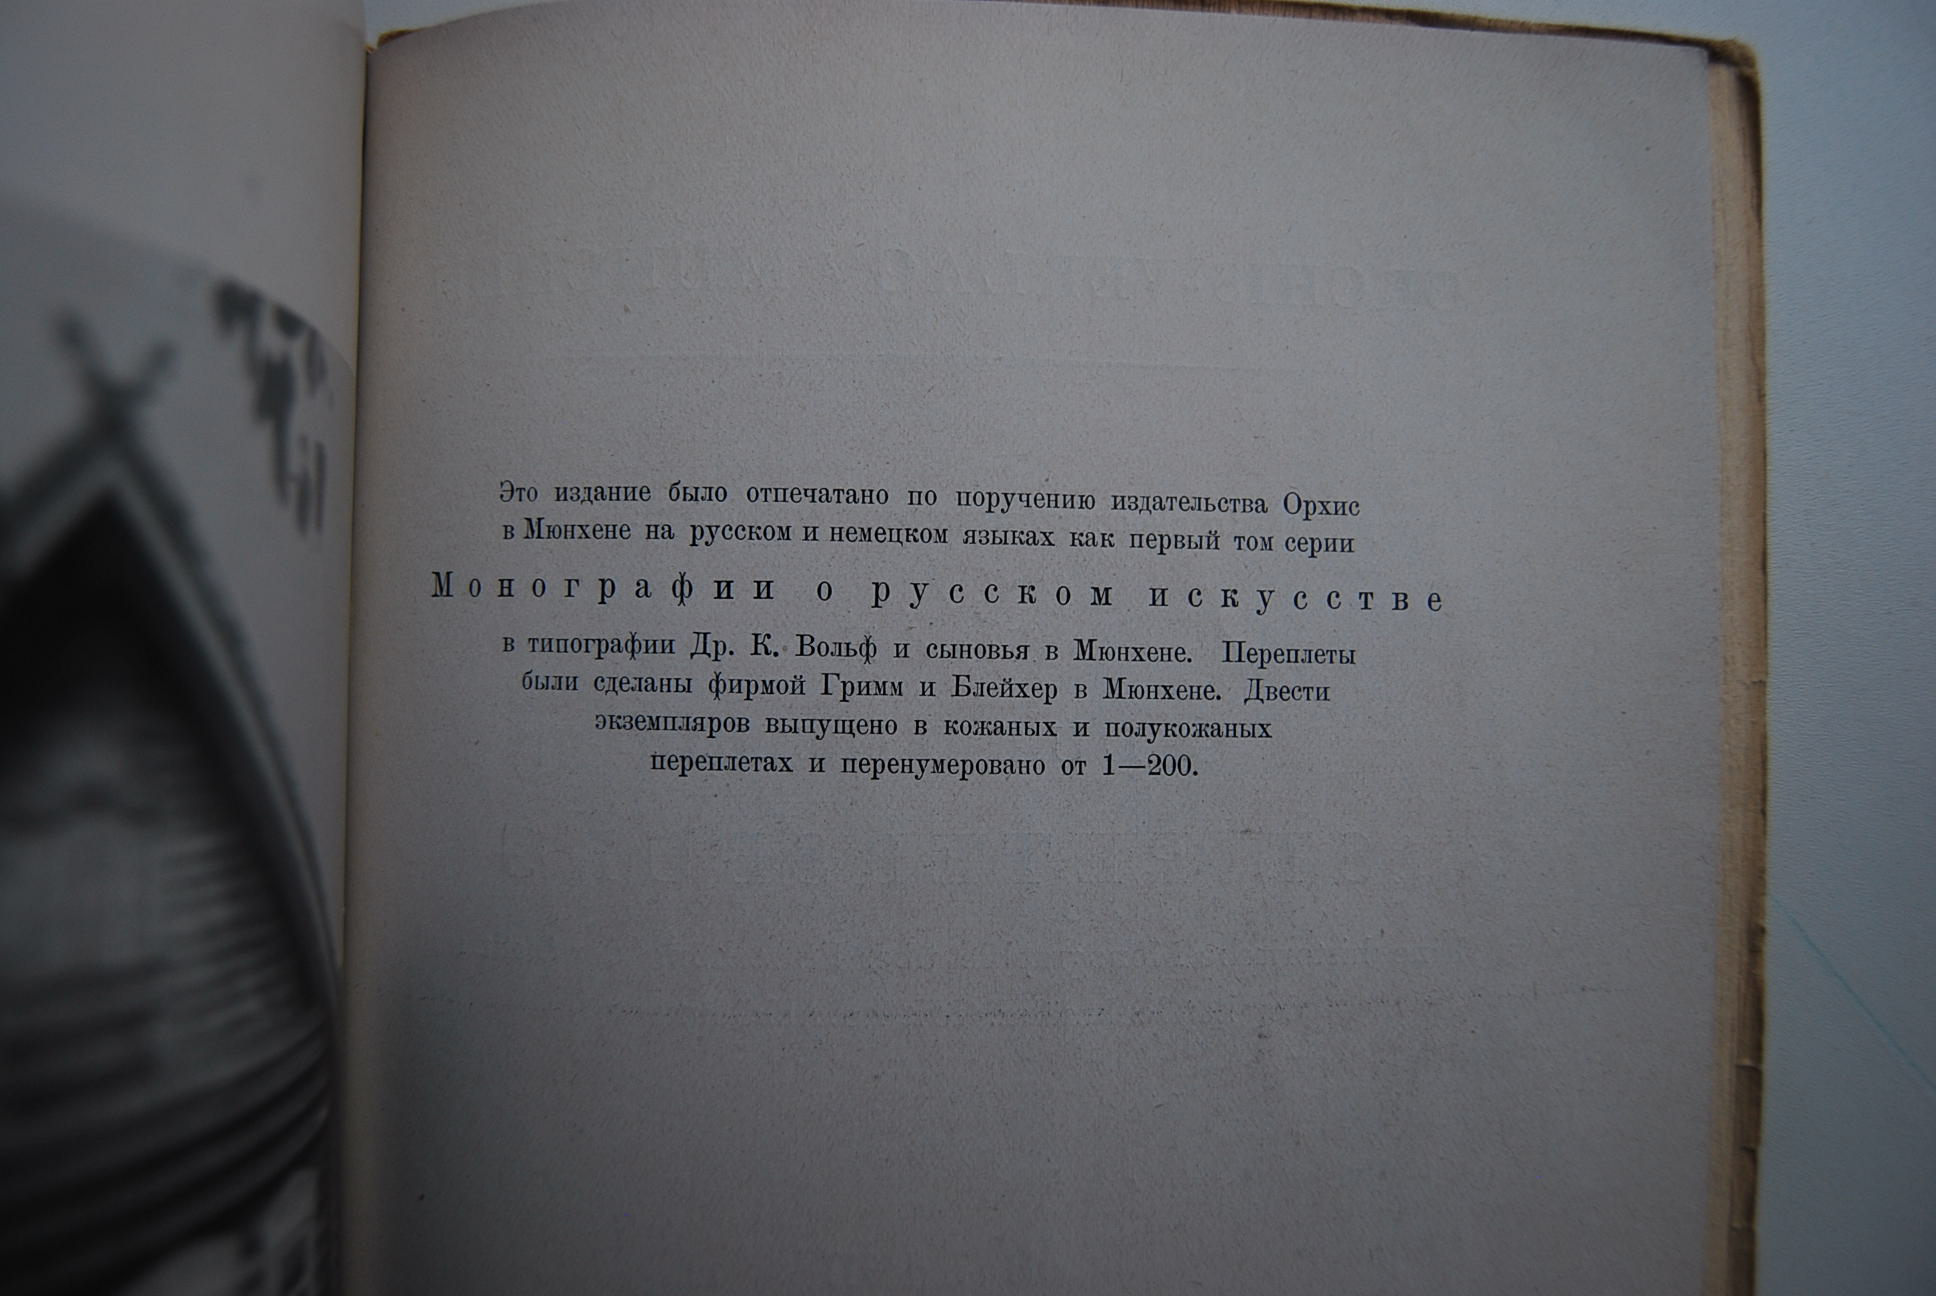 Это издание было отпечатано по поручению издательства Орхис
в Мюнхене на русском и немецком языках как первый том серии
Монографии о русском искусстве
в типографии Др. К. Вольф и сыновья в Мюнхене. Переплеты
были сделаны фирмой Гримм и Блейхер в Мюнхене. Двести
экземпляров выпущено в кожаных и полукожаных
переплетах и перенумеровано от 1—200.